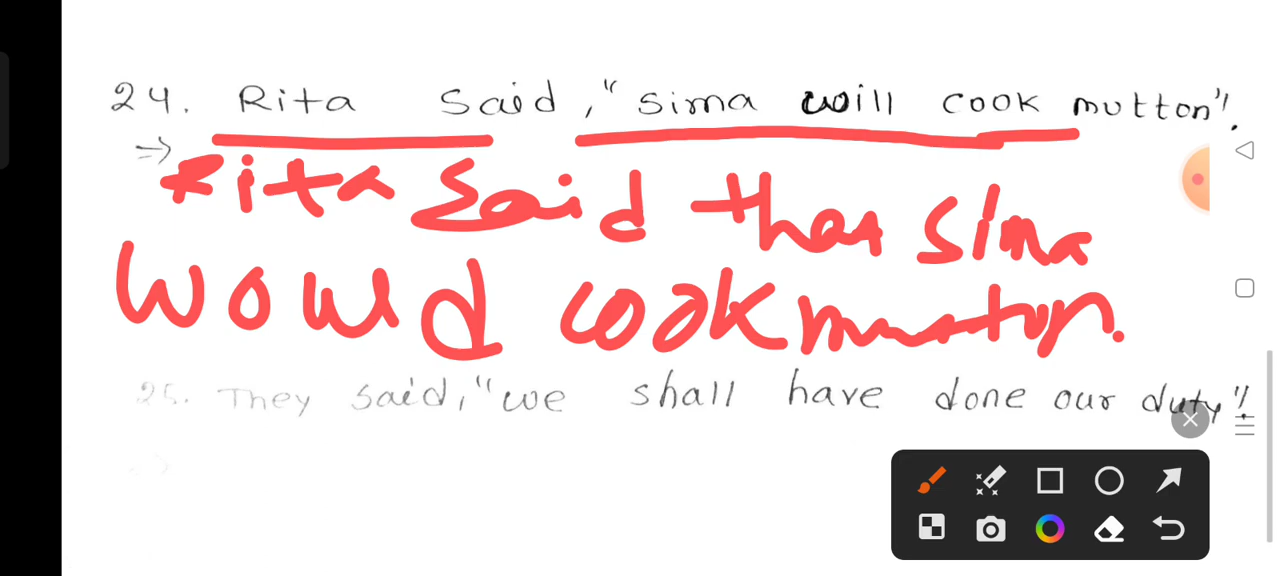 24. Rita Said, "Sima will cook mutton".
⇒ Rita Said that Sima
would cook mutton.
25. They said, "we shall have done our duty".
⇒